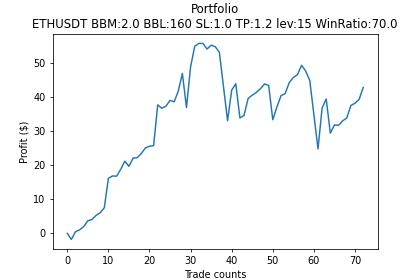 Portfolio
ETHUSDT BBM:2.0 BBL:160 SL:1.0 TP:1.2 lev:15 WinRatio:70.0
50
40
30
20
10
0
Profit ($)
0 10 20 30 40 50 60 70
Trade counts